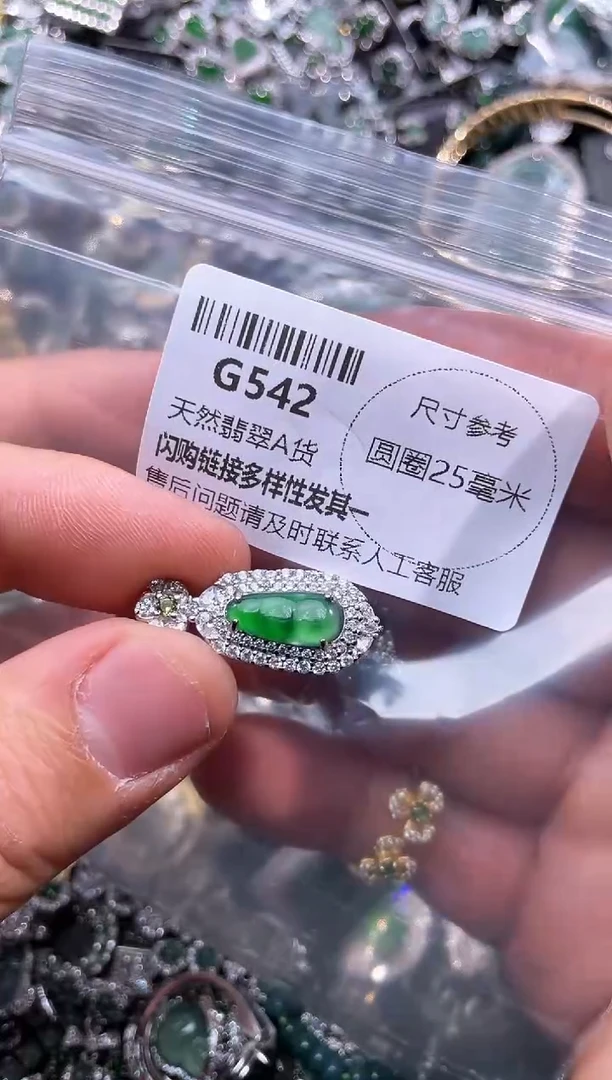 G542
天然翡翠A货
闪购链接多样性发其一
售后问题请及时联系人工客服
尺寸参考
圆圈25毫米